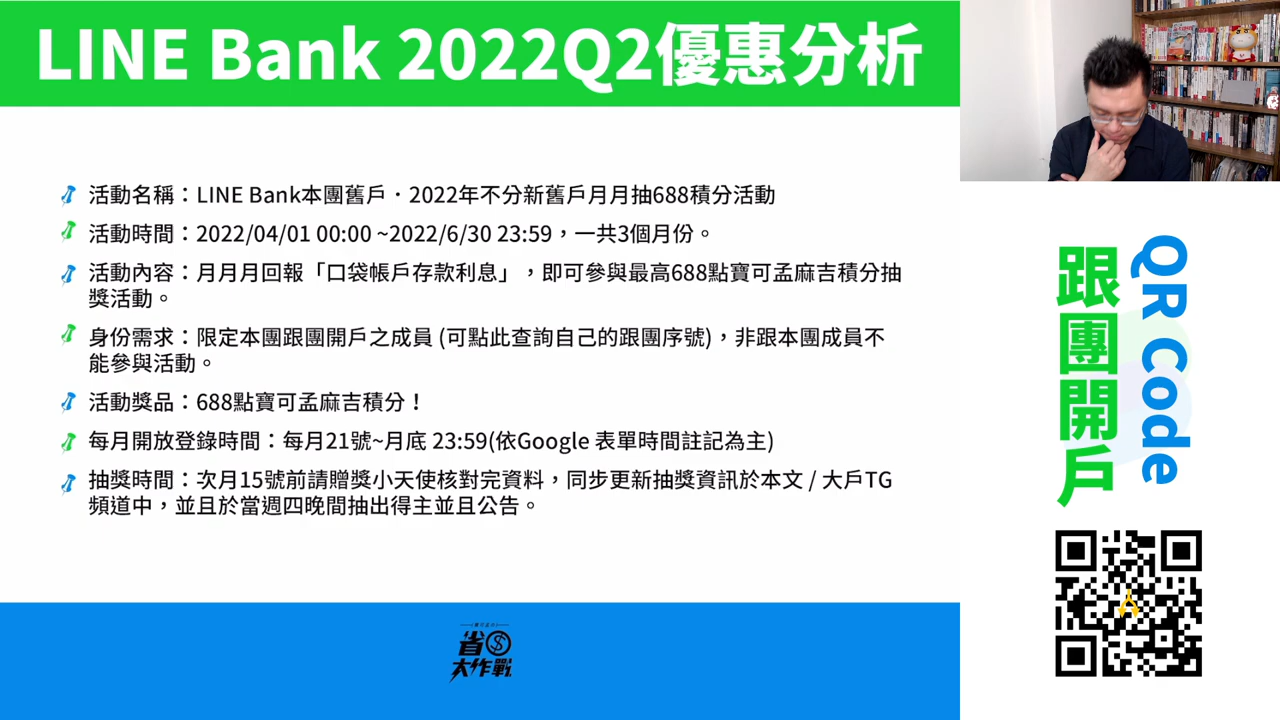 LINE Bank 2022Q2優惠分析
活動名稱：LINE Bank本團舊戶．2022年不分新舊戶月月抽688積分活動
活動時間：2022/04/01 00:00 ~2022/6/30 23:59，一共3個月份。
活動內容：月月月回報「口袋帳戶存款利息」，即可參與最高688點寶可孟麻吉積分抽
獎活動。
身份需求：限定本團跟團開戶之成員 (可點此查詢自己的跟團序號)，非跟本團成員不
能參與活動。
活動獎品：688點寶可孟麻吉積分！
每月開放登錄時間：每月21號~月底 23:59(依Google 表單時間註記為主)
抽獎時間：次月15號前請贈獎小天使核對完資料，同步更新抽獎資訊於本文 / 大戶TG
頻道中，並且於當週四晚間抽出得主並且公告。
QR Code
跟團開戶
省
大作戰